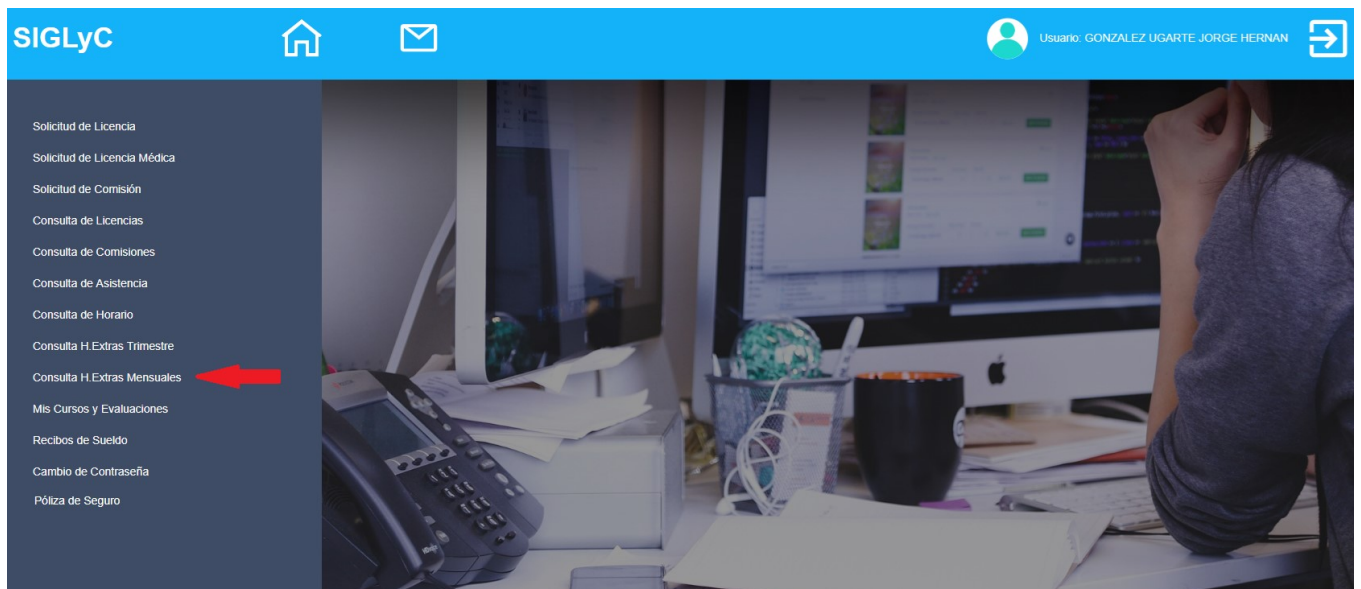 SIGLyC
Usuario: GONZALEZ UGARTE JORGE HERNAN
Solicitud de Licencia
Solicitud de Licencia Médica
Solicitud de Comisión
Consulta de Licencias
Consulta de Comisiones
Consulta de Asistencia
Consulta de Horario
Consulta H.Extras Trimestre
Consulta H.Extras Mensuales
Mis Cursos y Evaluaciones
Recibos de Sueldo
Cambio de Contraseña
Póliza de Seguro